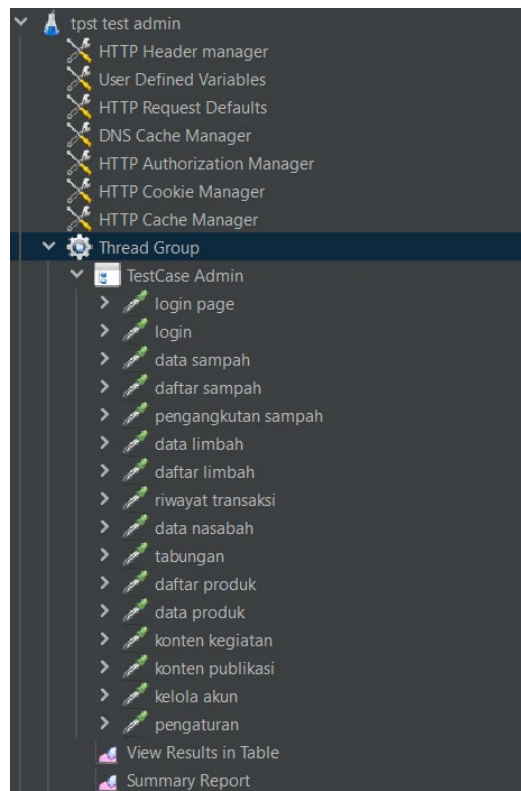 tpst test admin
HTTP Header manager
User Defined Variables
HTTP Request Defaults
DNS Cache Manager
HTTP Authorization Manager
HTTP Cookie Manager
HTTP Cache Manager
Thread Group
TestCase Admin
login page
login
data sampah
daftar sampah
pengangkutan sampah
data limbah
daftar limbah
riwayat transaksi
data nasabah
tabungan
daftar produk
data produk
konten kegiatan
konten publikasi
kelola akun
pengaturan
View Results in Table
Summary Report